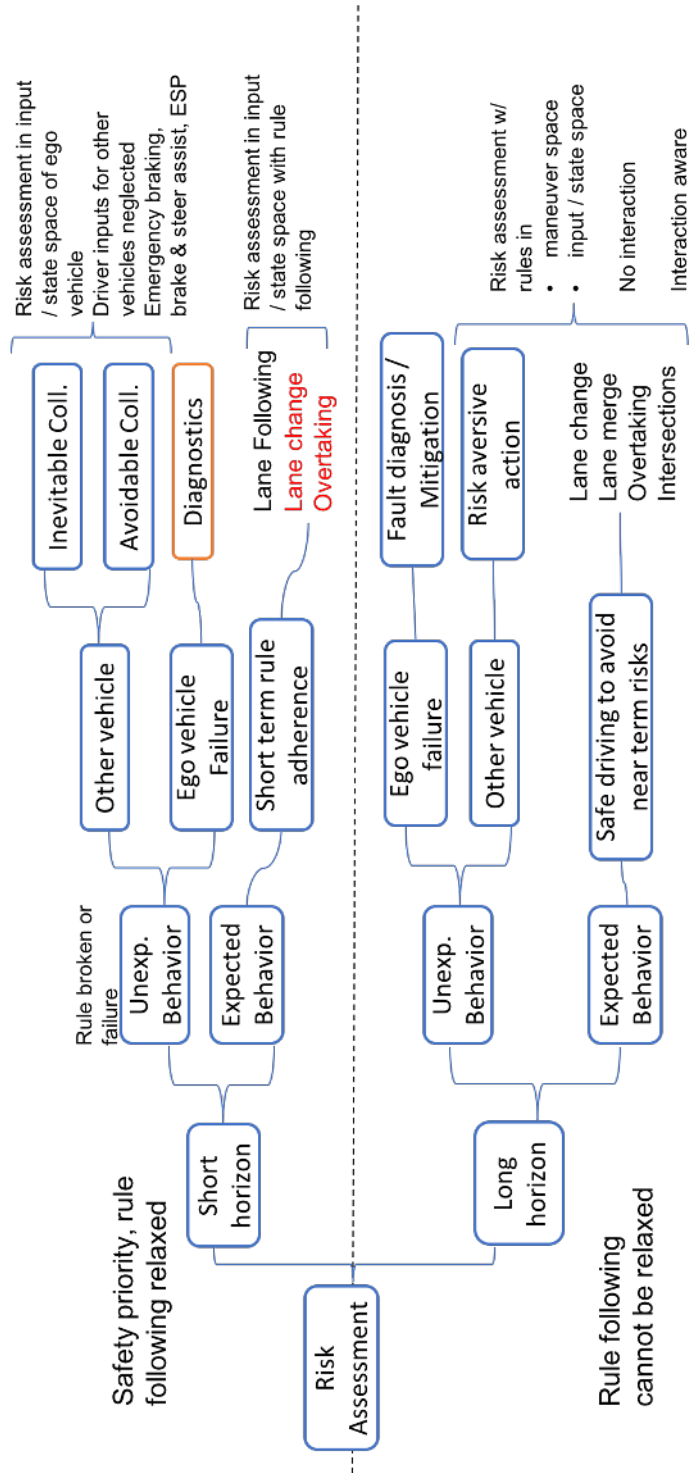 Safety priority, rule
following relaxed
Risk
Assessment
Rule following
cannot be relaxed
Short
horizon
Long
horizon
Rule broken or
failure
Unexp.
Behavior
Expected
Behavior
Other vehicle
Ego vehicle
Failure
Short term rule
adherence
Inevitable Coll.
Avoidable Coll.
Diagnostics
Lane Following
Lane change
Overtaking
Risk assessment in input
/ state space of ego
vehicle
Driver inputs for other
vehicles neglected
Emergency braking,
brake & steer assist, ESP
Risk assessment in input
/ state space with rule
following
Unexp.
Behavior
Expected
Behavior
Ego vehicle
failure
Other vehicle
Safe driving to avoid
near term risks
Fault diagnosis /
Mitigation
Risk aversive
action
Lane change
Lane merge
Overtaking
Intersections
Risk assessment w/
rules in
• maneuver space
• input / state space
No interaction
Interaction aware